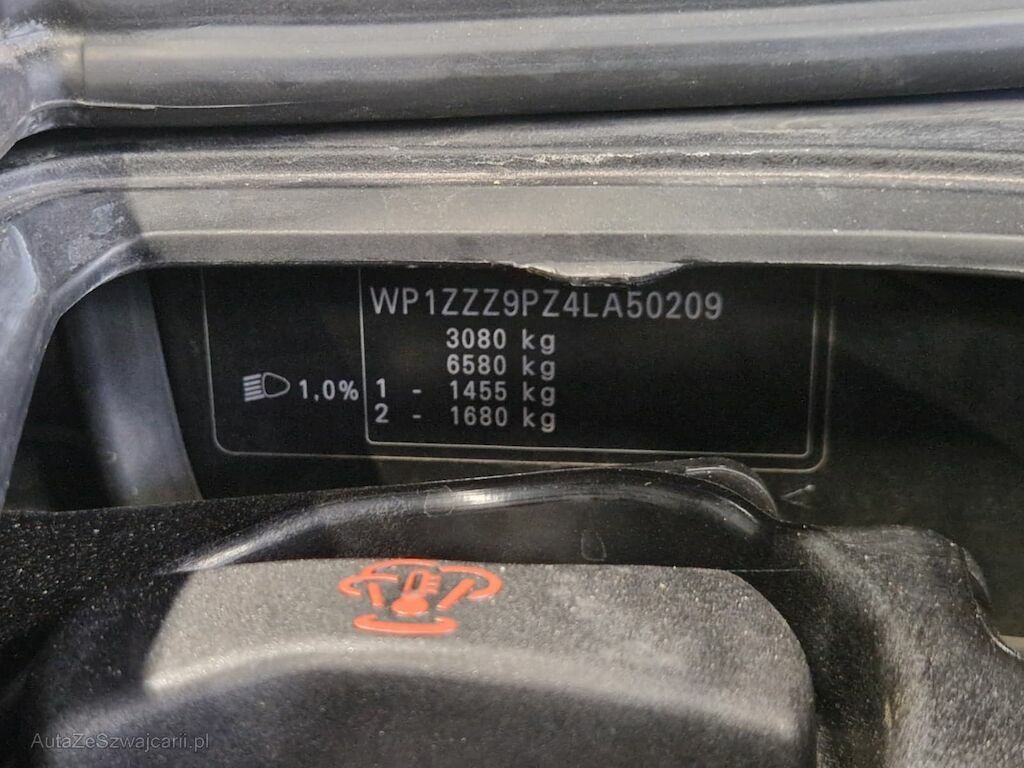 WP1ZZZ9PZ4LA50209
3080 kg
6580 kg
1,0% 1 - 1455 kg
2 - 1680 kg
AutaZeSzwajcarii.pl